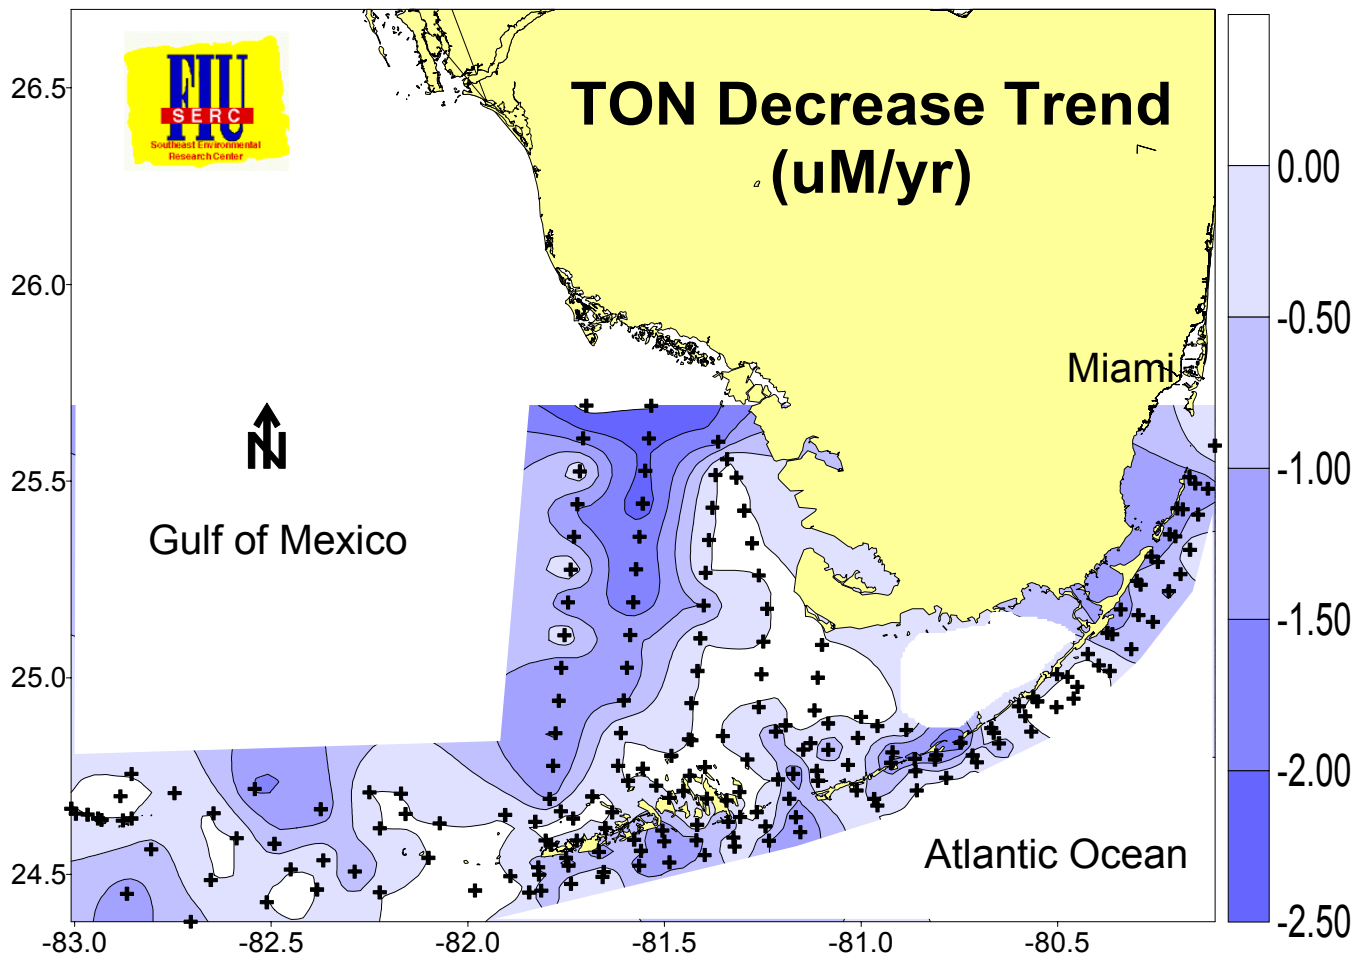 TON Decrease Trend
(uM/yr)
FIU
SERC
Southeast Environmental
Research Center
26.5
26.0
25.5
25.0
24.5
0.00
-0.50
-1.00
-1.50
-2.00
-2.50
Miami
N
Gulf of Mexico
Atlantic Ocean
-83.0
-82.5
-82.0
-81.5
-81.0
-80.5